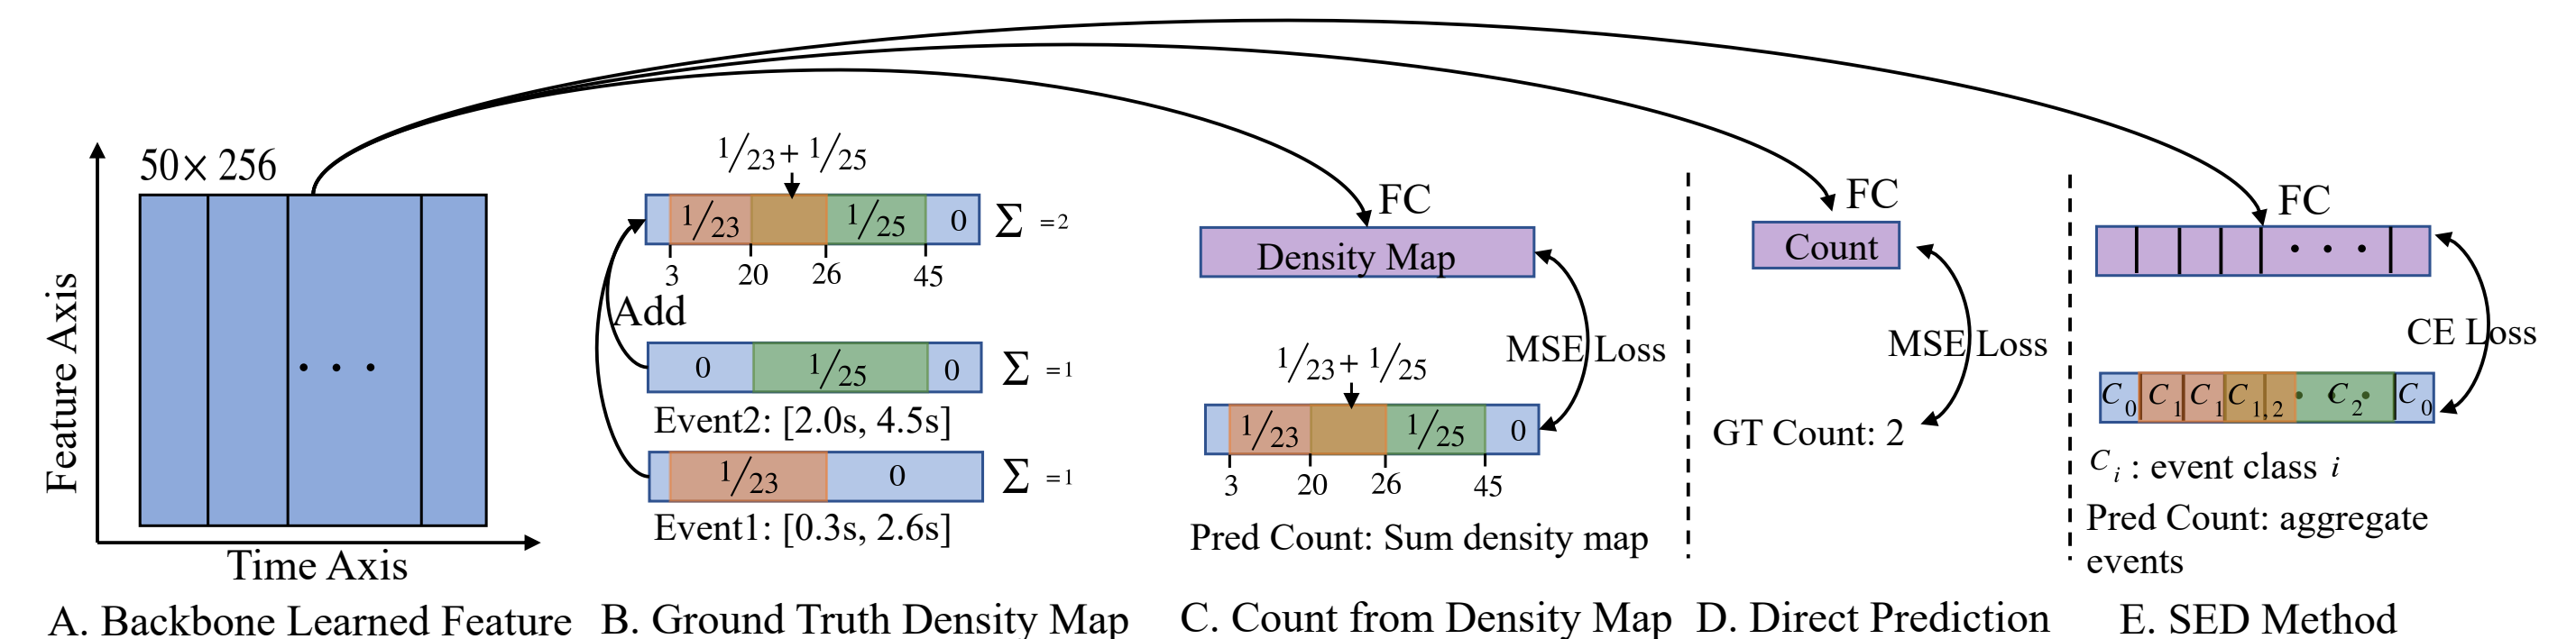 50× 256
Feature Axis
. . .
Time Axis
A. Backbone Learned Feature
1/23 + 1/25
1/23
1/25
0
Σ =2
3
20
26
45
Add
0
1/25
0
Σ =1
Event2: [2.0s, 4.5s]
1/23
0
Σ =1
Event1: [0.3s, 2.6s]
B. Ground Truth Density Map
FC
Density Map
MSE Loss
1/23 + 1/25
1/23
1/25
0
3
20
26
45
Pred Count: Sum density map
C. Count from Density Map
FC
Count
MSE Loss
GT Count: 2
D. Direct Prediction
FC
. . .
CE Loss
C0 C1 C1 C1,2 . . . C2 C0
Ci : event class i
Pred Count: aggregate
events
E. SED Method